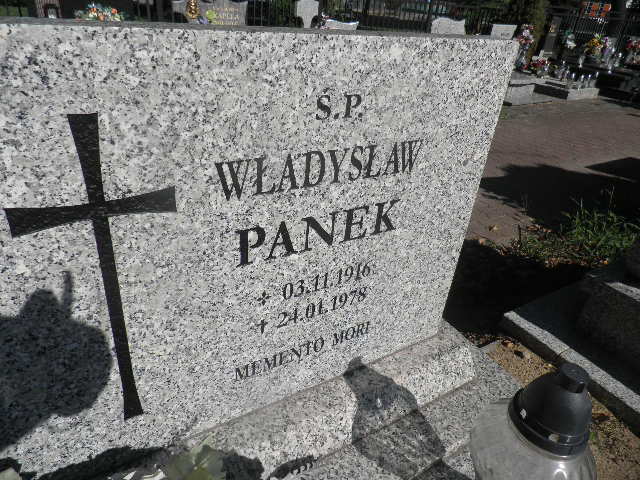 Ś.P.
WŁADYSŁAW
PANEK
03.11.1916
✝ 24.01.1978
MEMENTO MORI